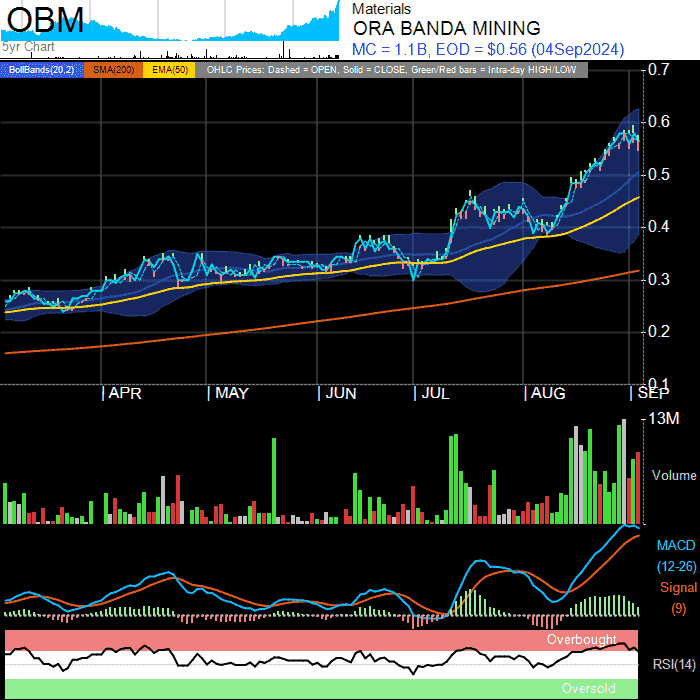 OBM
5yr Chart
Materials
ORA BANDA MINING
MC = 1.1B, EOD = $0.56 (04Sep2024)
BollBands(20,2) SMA(200) EMA(50) OHLC Prices: Dashed = OPEN, Solid = CLOSE, Green/Red bars = Intra-day HIGH/LOW
0.7
0.6
0.5
0.4
0.3
0.2
0.1
APR MAY JUN JUL AUG SEP
13M
Volume
MACD
(12-26)
Signal
(9)
Overbought
RSI(14)
Oversold